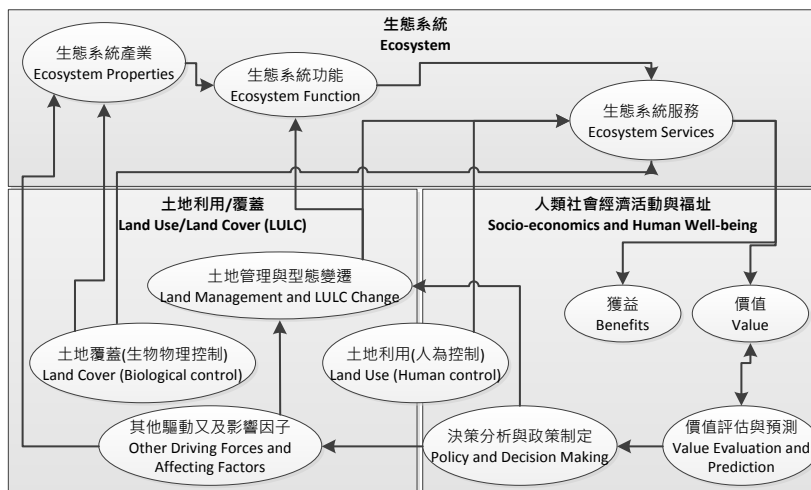 生態系統
Ecosystem
生態系統產業
Ecosystem Properties
生態系統功能
Ecosystem Function
生態系統服務
Ecosystem Services
土地利用/覆蓋
Land Use/Land Cover (LULC)
人類社會經濟活動與福址
Socio-economics and Human Well-being
土地管理與型態變遷
Land Management and LULC Change
獲益
Benefits
價值
Value
土地覆蓋(生物物理控制)
Land Cover (Biological control)
土地利用(人為控制)
Land Use (Human control)
其他驅動又及影響因子
Other Driving Forces and
Affecting Factors
決策分析與政策制定
Policy and Decision Making
價值評估與預測
Value Evaluation and
Prediction